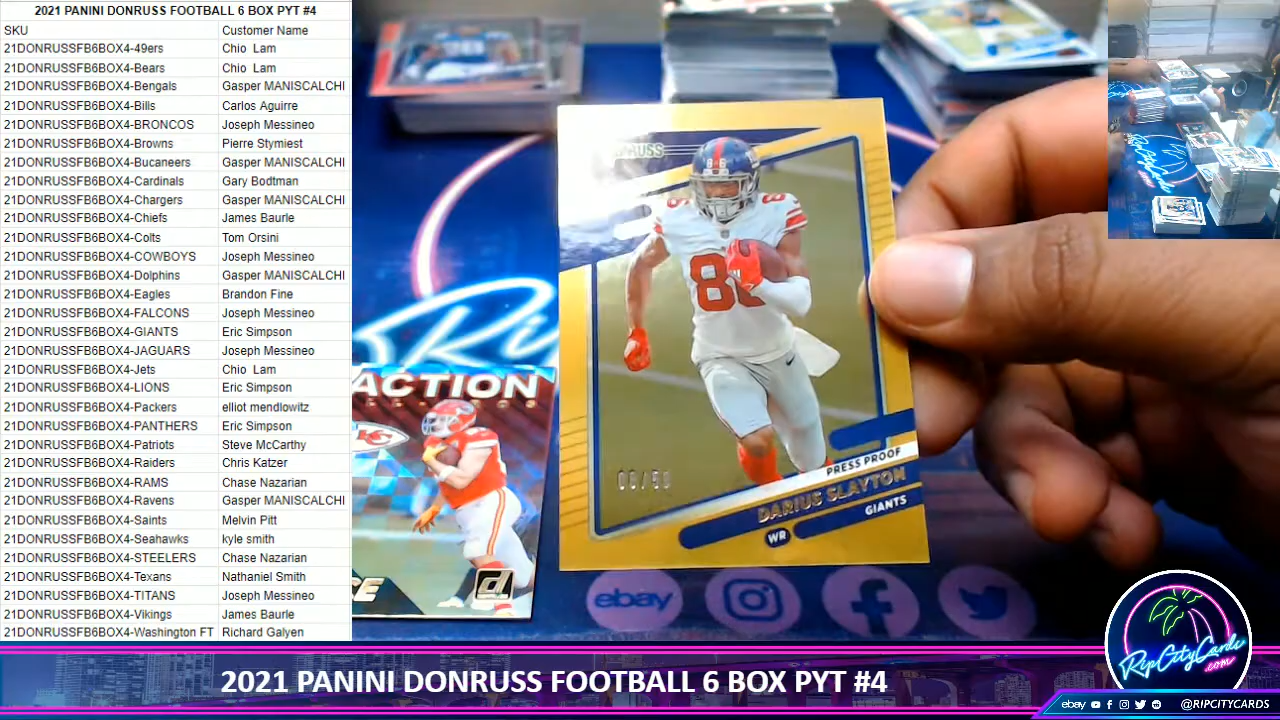 2021 PANINI DONRUSS FOOTBALL 6 BOX PYT #4
SKU Customer Name
21DONRUSSFB6BOX4-49ers Chio Lam
21DONRUSSFB6BOX4-Bears Chio Lam
21DONRUSSFB6BOX4-Bengals Gasper MANISCALCHI
21DONRUSSFB6BOX4-Bills Carlos Aguirre
21DONRUSSFB6BOX4-BRONCOS Joseph Messineo
21DONRUSSFB6BOX4-Browns Pierre Stymiest
21DONRUSSFB6BOX4-Bucaneers Gasper MANISCALCHI
21DONRUSSFB6BOX4-Cardinals Gary Bodtman
21DONRUSSFB6BOX4-Chargers Gasper MANISCALCHI
21DONRUSSFB6BOX4-Chiefs James Baurle
21DONRUSSFB6BOX4-Colts Tom Orsini
21DONRUSSFB6BOX4-COWBOYS Joseph Messineo
21DONRUSSFB6BOX4-Dolphins Gasper MANISCALCHI
21DONRUSSFB6BOX4-Eagles Brandon Fine
21DONRUSSFB6BOX4-FALCONS Joseph Messineo
21DONRUSSFB6BOX4-GIANTS Eric Simpson
21DONRUSSFB6BOX4-JAGUARS Joseph Messineo
21DONRUSSFB6BOX4-Jets Chio Lam
21DONRUSSFB6BOX4-LIONS Eric Simpson
21DONRUSSFB6BOX4-Packers elliot mendlowitz
21DONRUSSFB6BOX4-PANTHERS Eric Simpson
21DONRUSSFB6BOX4-Patriots Steve McCarthy
21DONRUSSFB6BOX4-Raiders Chris Katzer
21DONRUSSFB6BOX4-RAMS Chase Nazarian
21DONRUSSFB6BOX4-Ravens Gasper MANISCALCHI
21DONRUSSFB6BOX4-Saints Melvin Pitt
21DONRUSSFB6BOX4-Seahawks kyle smith
21DONRUSSFB6BOX4-STEELERS Chase Nazarian
21DONRUSSFB6BOX4-Texans Nathaniel Smith
21DONRUSSFB6BOX4-TITANS Joseph Messineo
21DONRUSSFB6BOX4-Vikings James Baurle
21DONRUSSFB6BOX4-Washington FT Richard Galyen
86
86
PRESS PROOF
DARIUS SLAYTON
GIANTS
WR
ACTION
KC
ebay
2021 PANINI DONRUSS FOOTBALL 6 BOX PYT #4
RipCityCards
.com
ebay @RIPCITYCARDS